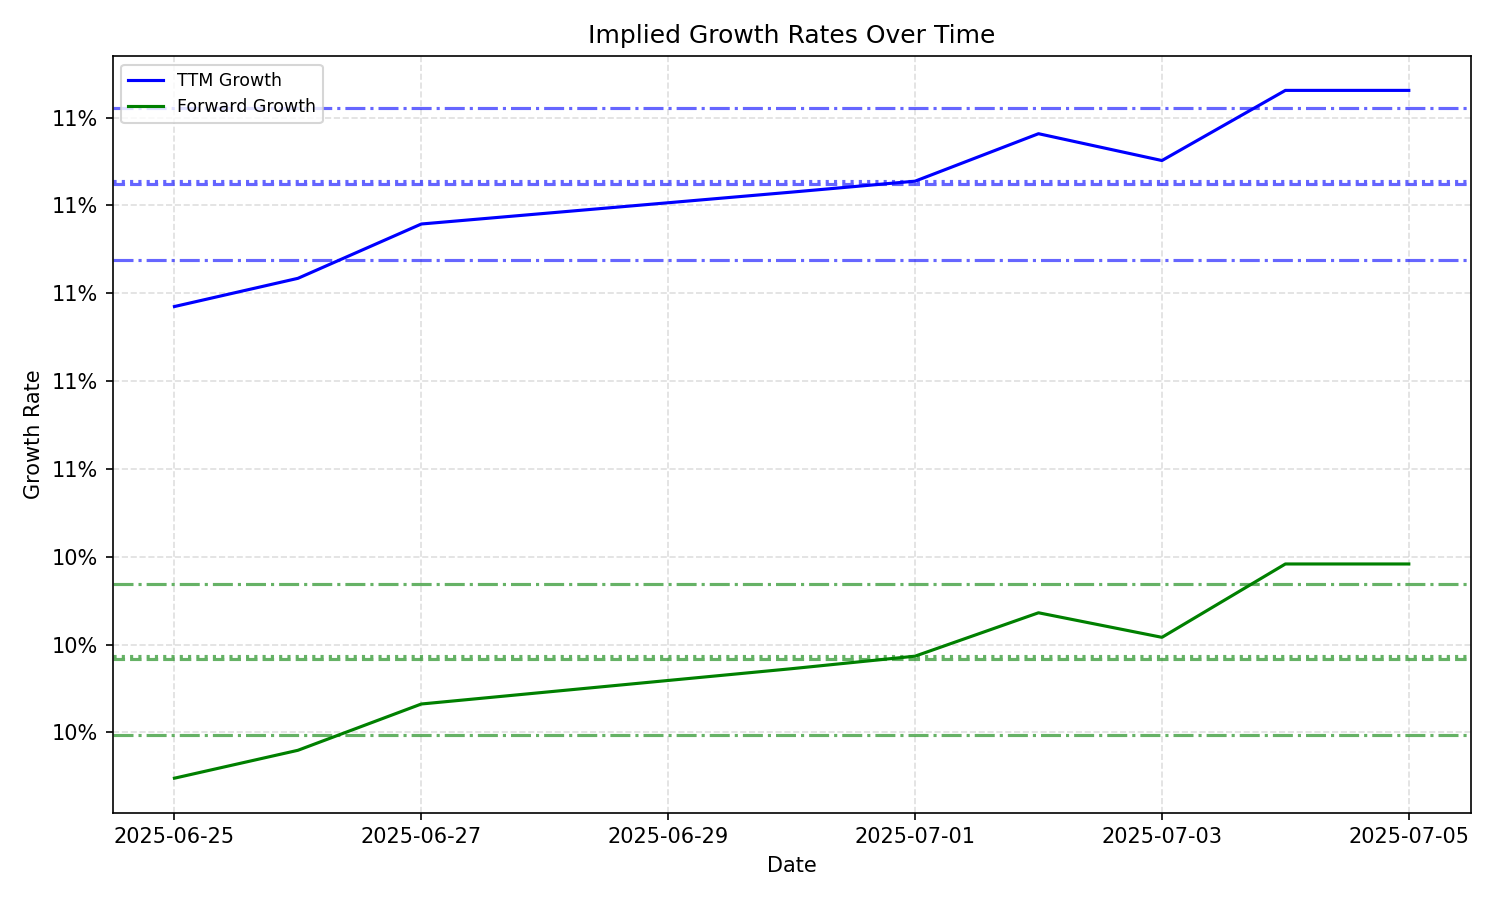 Implied Growth Rates Over Time
TTM Growth
Forward Growth
11%
11%
11%
11%
11%
10%
10%
10%
Growth Rate
2025-06-25
2025-06-27
2025-06-29
2025-07-01
2025-07-03
2025-07-05
Date